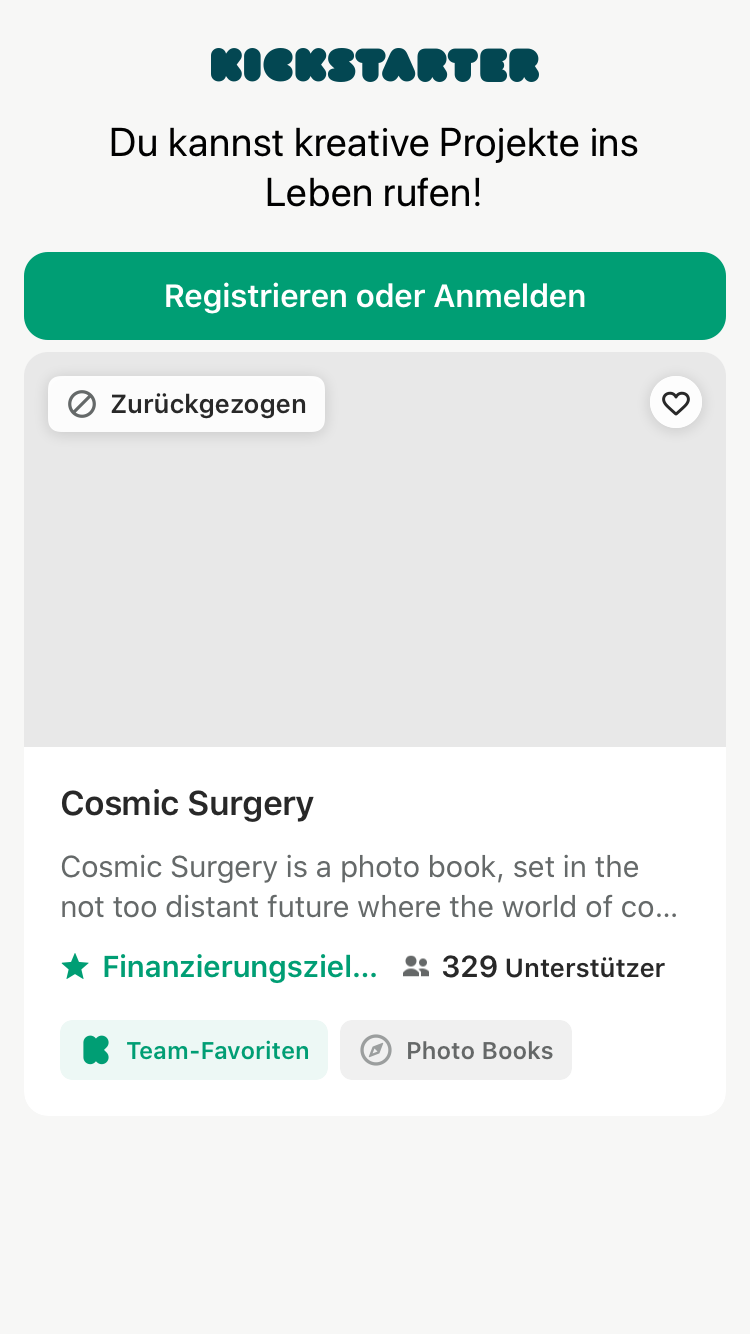 KICKSTARTER
Du kannst kreative Projekte ins
Leben rufen!
Registrieren oder Anmelden
Zurückgezogen
Cosmic Surgery
Cosmic Surgery is a photo book, set in the
not too distant future where the world of co...
Finanzierungsziel... 329 Unterstützer
Team-Favoriten Photo Books